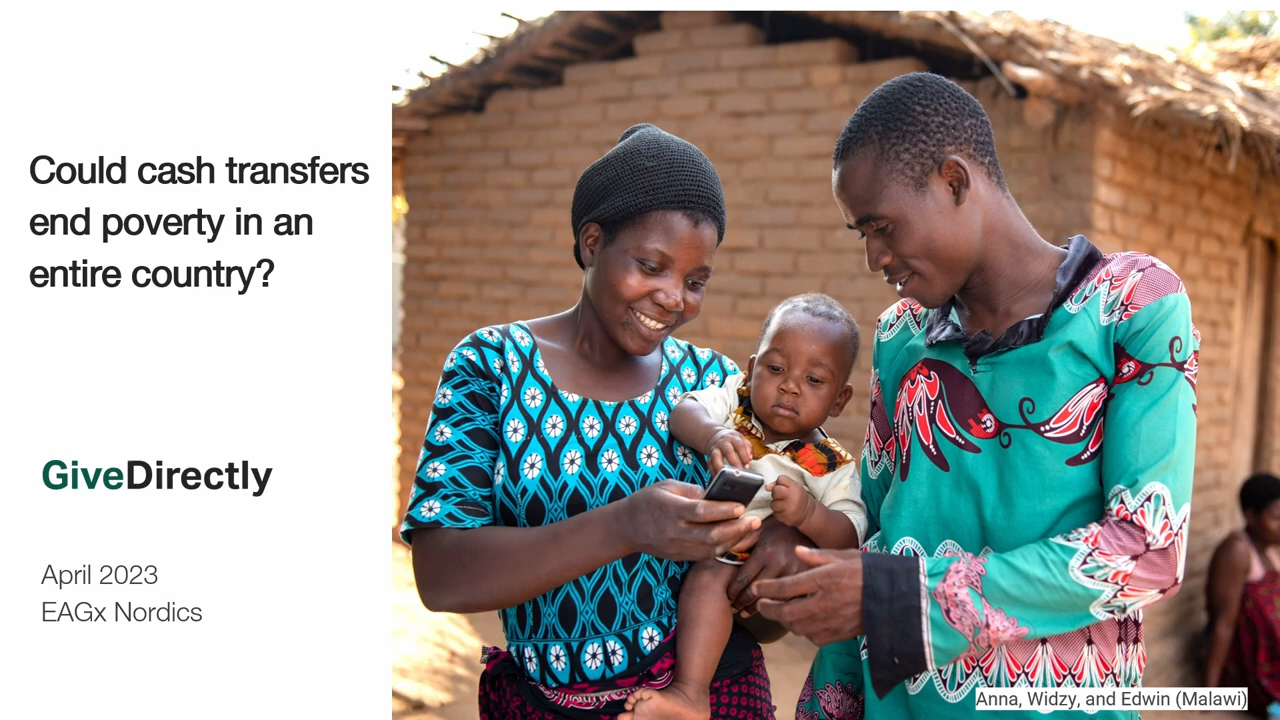 Could cash transfers
end poverty in an
entire country?
GiveDirectly
April 2023
EAGx Nordics
Anna, Widzy, and Edwin (Malawi)